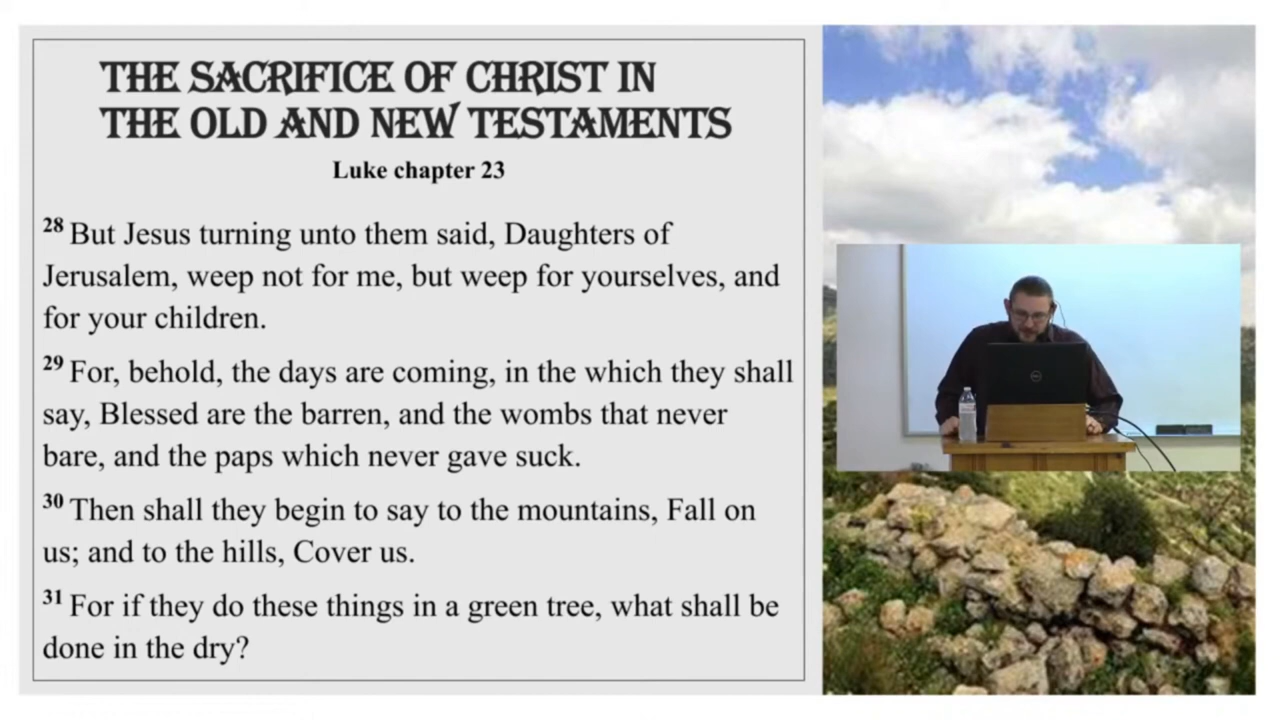 THE SACRIFICE OF CHRIST IN
THE OLD AND NEW TESTAMENTS
Luke chapter 23
28 But Jesus turning unto them said, Daughters of
Jerusalem, weep not for me, but weep for yourselves, and
for your children.
29 For, behold, the days are coming, in the which they shall
say, Blessed are the barren, and the wombs that never
bare, and the paps which never gave suck.
30 Then shall they begin to say to the mountains, Fall on
us; and to the hills, Cover us.
31 For if they do these things in a green tree, what shall be
done in the dry?
DELL